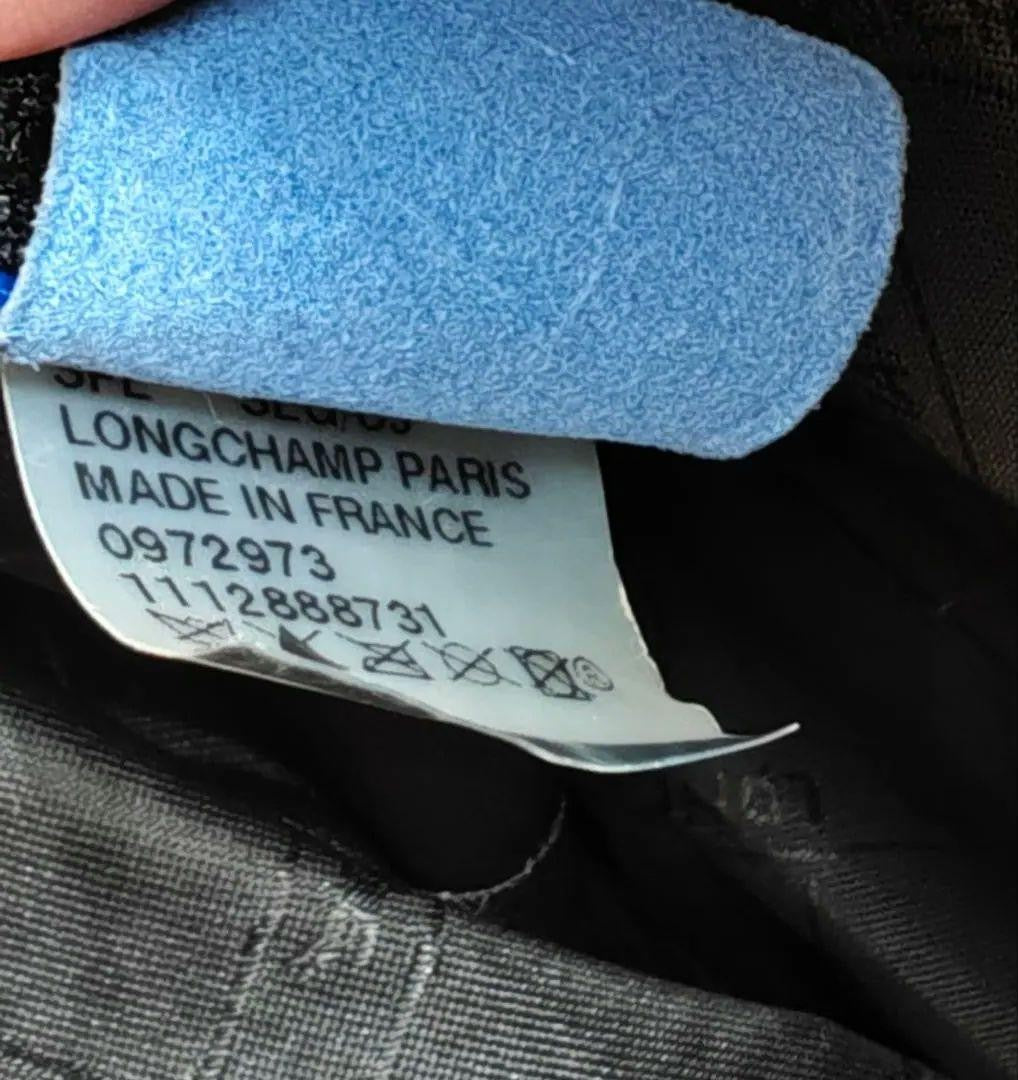 LONGCHAMP PARIS
MADE IN FRANCE
0972973
1112888731